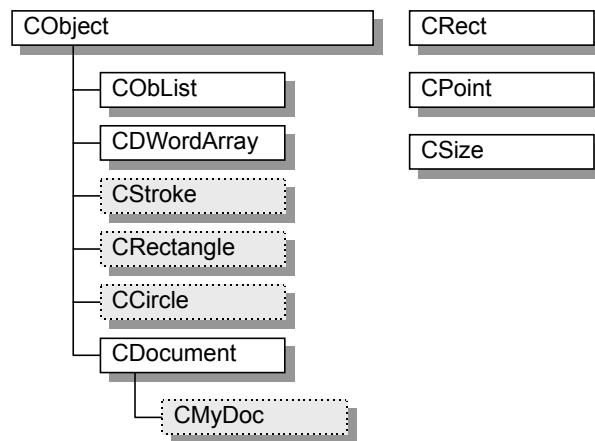 CObject
CObList
CDWordArray
CStroke
CRectangle
CCircle
CDocument
CMyDoc
CRect
CPoint
CSize